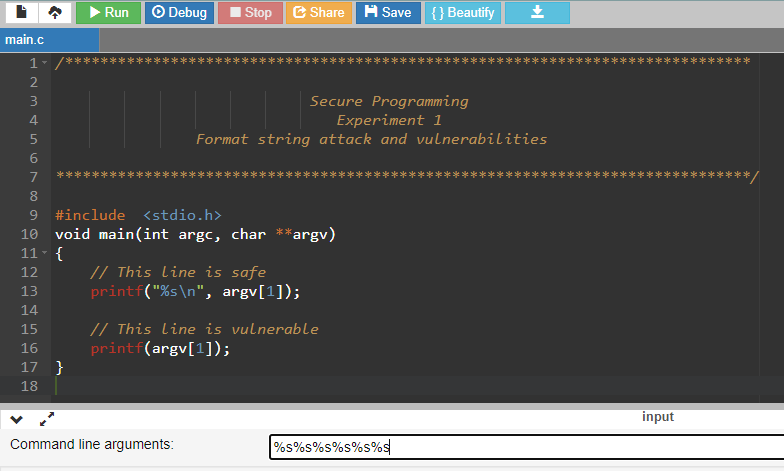 Run Debug Stop Share Save { } Beautify
main.c
1 /******************************************************************************
2
3 Secure Programming
4 Experiment 1
5 Format string attack and vulnerabilities
6
7 *******************************************************************************/
8
9 #include <stdio.h>
10 void main(int argc, char **argv)
11 {
12 // This line is safe
13 printf("%s\n", argv[1]);
14
15 // This line is vulnerable
16 printf(argv[1]);
17 }
18
input
Command line arguments: %s%s%s%s%s%s